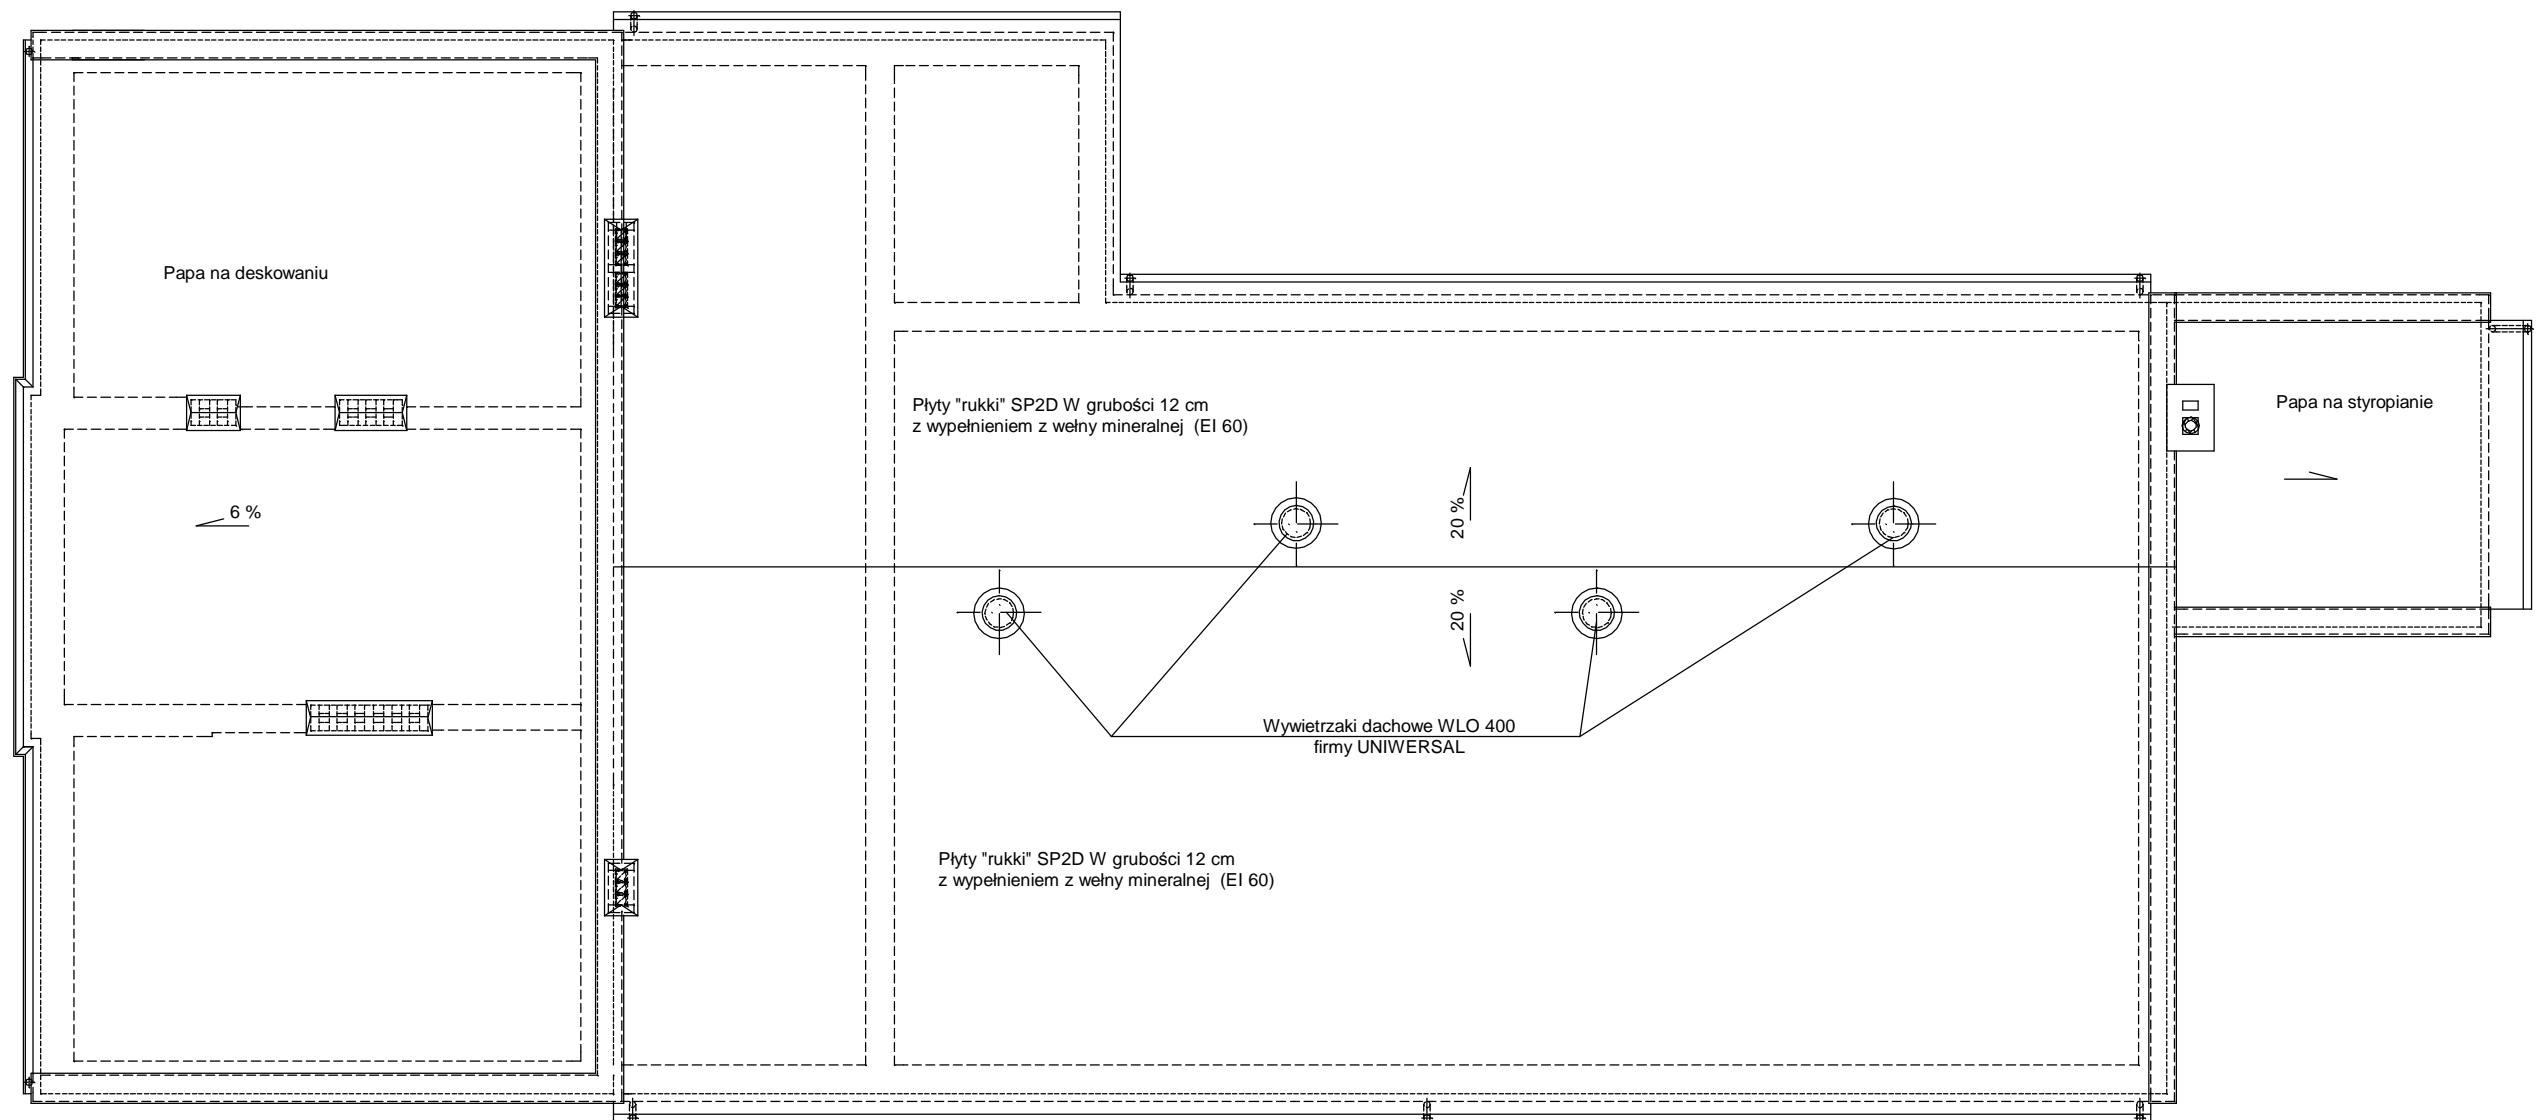 Papa na deskowaniu
Płyty "rukki" SP2D W grubości 12 cm
z wypełnieniem z wełny mineralnej (EI 60)
Papa na styropianie
6 %
20 %
20 %
Wywietrzaki dachowe WLO 400
firmy UNIWERSAL
Płyty "rukki" SP2D W grubości 12 cm
z wypełnieniem z wełny mineralnej (EI 60)